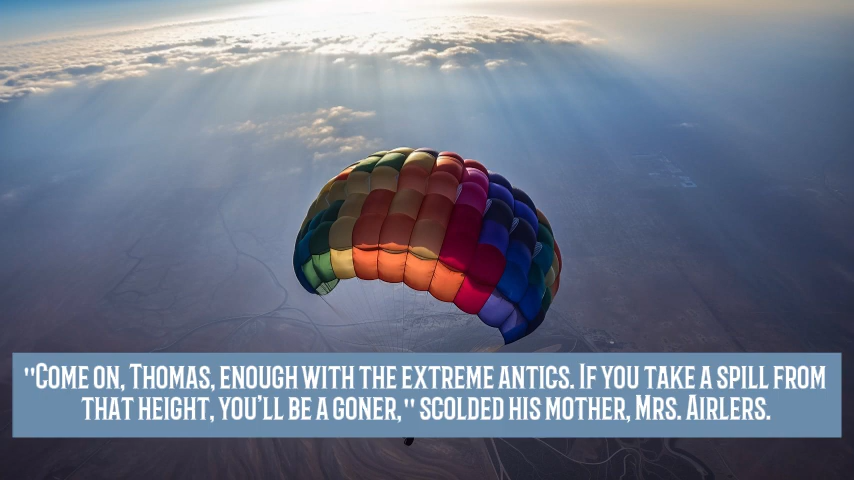 "Come on, Thomas, enough with the extreme antics. If you take a spill from
that height, you'll be a goner," scolded his mother, Mrs. Airlers.